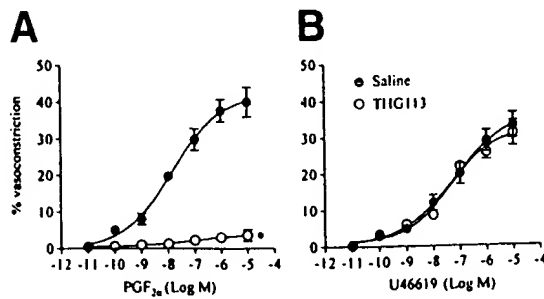 A
B
50
40
30
20
10
0
% vasoconstriction
-12 -11 -10 -9 -8 -7 -6 -5 -4
PGF2α (Log M)
50
40
30
20
10
0
Saline
THG113
-12 -11 -10 -9 -8 -7 -6 -5 -4
U46619 (Log M)